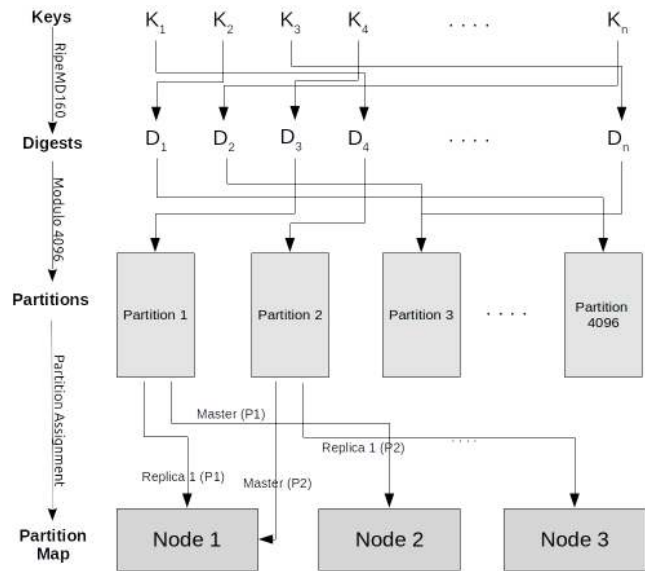 Keys
K1 K2 K3 K4 . . . . Kn
RipeMD160
Digests
D1 D2 D3 D4 . . . . Dn
Modulo 4096
Partitions
Partition 1
Partition 2
Partition 3
. . . .
Partition
4096
Partition Assignment
Master (P1)
Replica 1 (P2)
. . . .
Replica 1 (P1)
Master (P2)
Partition
Map
Node 1
Node 2
Node 3